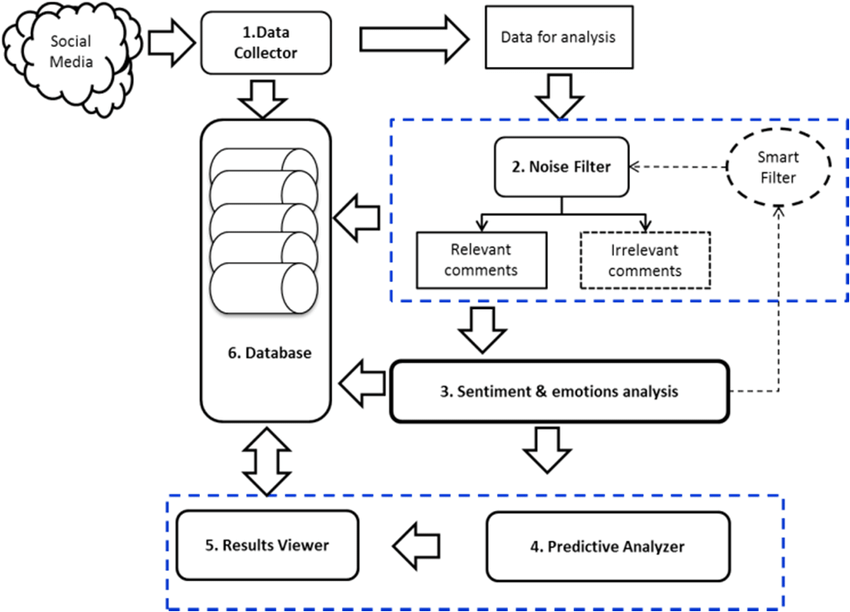 Social
Media
1.Data
Collector
Data for analysis
2. Noise Filter
Smart
Filter
Relevant
comments
Irrelevant
comments
6. Database
3. Sentiment & emotions analysis
5. Results Viewer
4. Predictive Analyzer